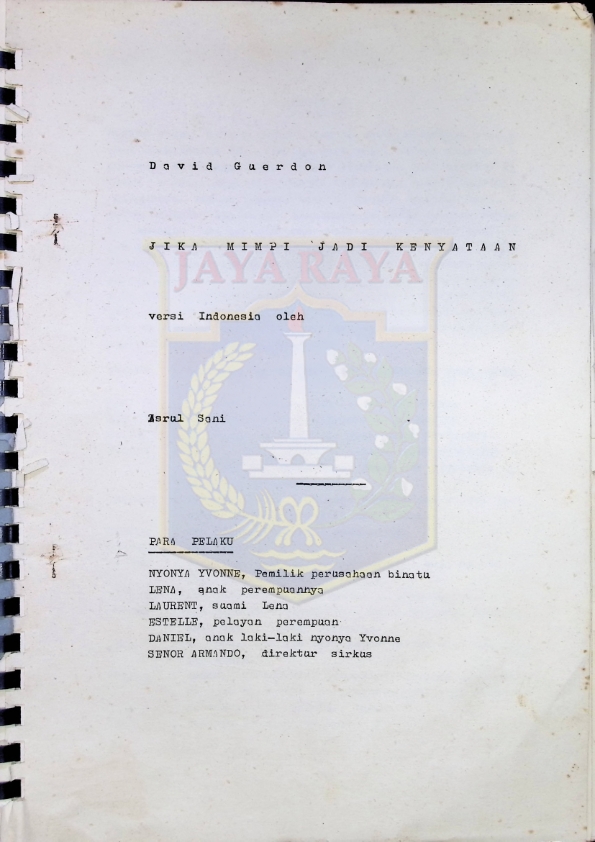 David Guerdon
JIKA MIMPI JADI KENYATAAN
JAYA RAYA
versi Indonesia oleh
Asrul Sani
PARA PELAKU
NYONYA YVONNE, Pemilik perusahaan binatu
LENA, anak perempuannya
LAURENT, suami Lena
ESTELLE, pelayan perempuan
DANIEL, anak laki-laki nyonya Yvonne
SENOR ARMANDO, direktur sirkus